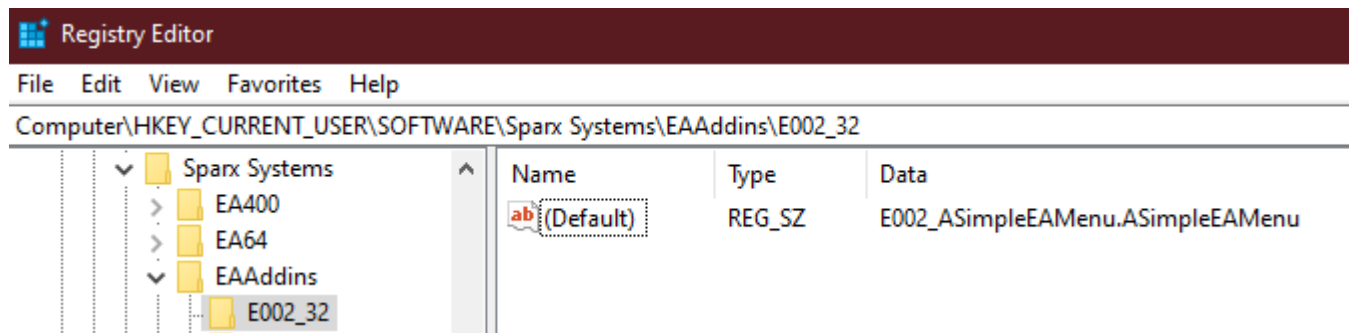 Registry Editor
File Edit View Favorites Help
Computer\HKEY_CURRENT_USER\SOFTWARE\Sparx Systems\EAAddins\E002_32
Sparx Systems
EA400
EA64
EAAddins
E002_32
Name Type Data
ab (Default) REG_SZ E002_ASimpleEAMenu.ASimpleEAMenu